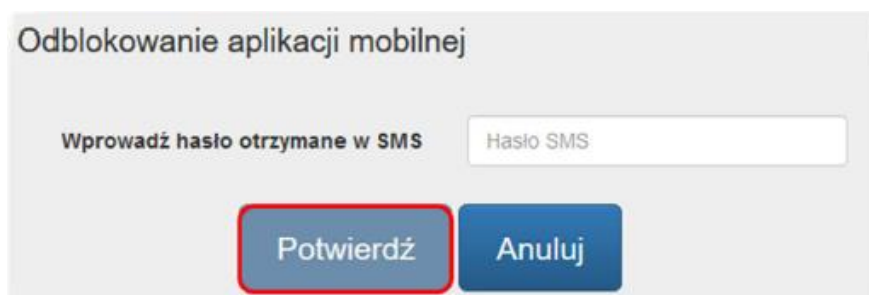 Odblokowanie aplikacji mobilnej
Wprowadź hasło otrzymane w SMS
Hasło SMS
Potwierdź
Anuluj